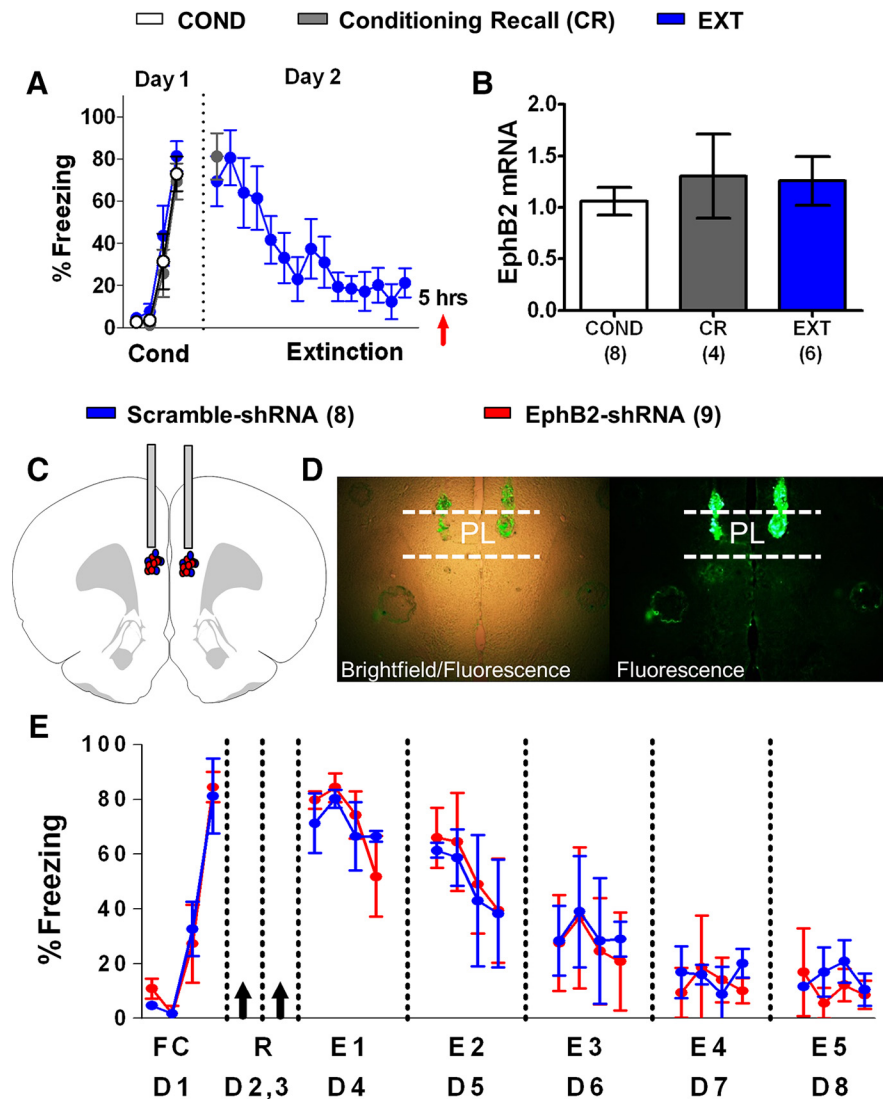 COND Conditioning Recall (CR) EXT
A
Day 1 Day 2
% Freezing
100
80
60
40
20
0
5 hrs
Cond Extinction
B
EphB2 mRNA
2.0
1.5
1.0
0.5
0.0
COND CR EXT
(8) (4) (6)
Scramble-shRNA (8) EphB2-shRNA (9)
C
D
PL PL
Brightfield/Fluorescence Fluorescence
E
% Freezing
100
80
60
40
20
0
FC R E1 E2 E3 E4 E5
D1 D2,3 D4 D5 D6 D7 D8